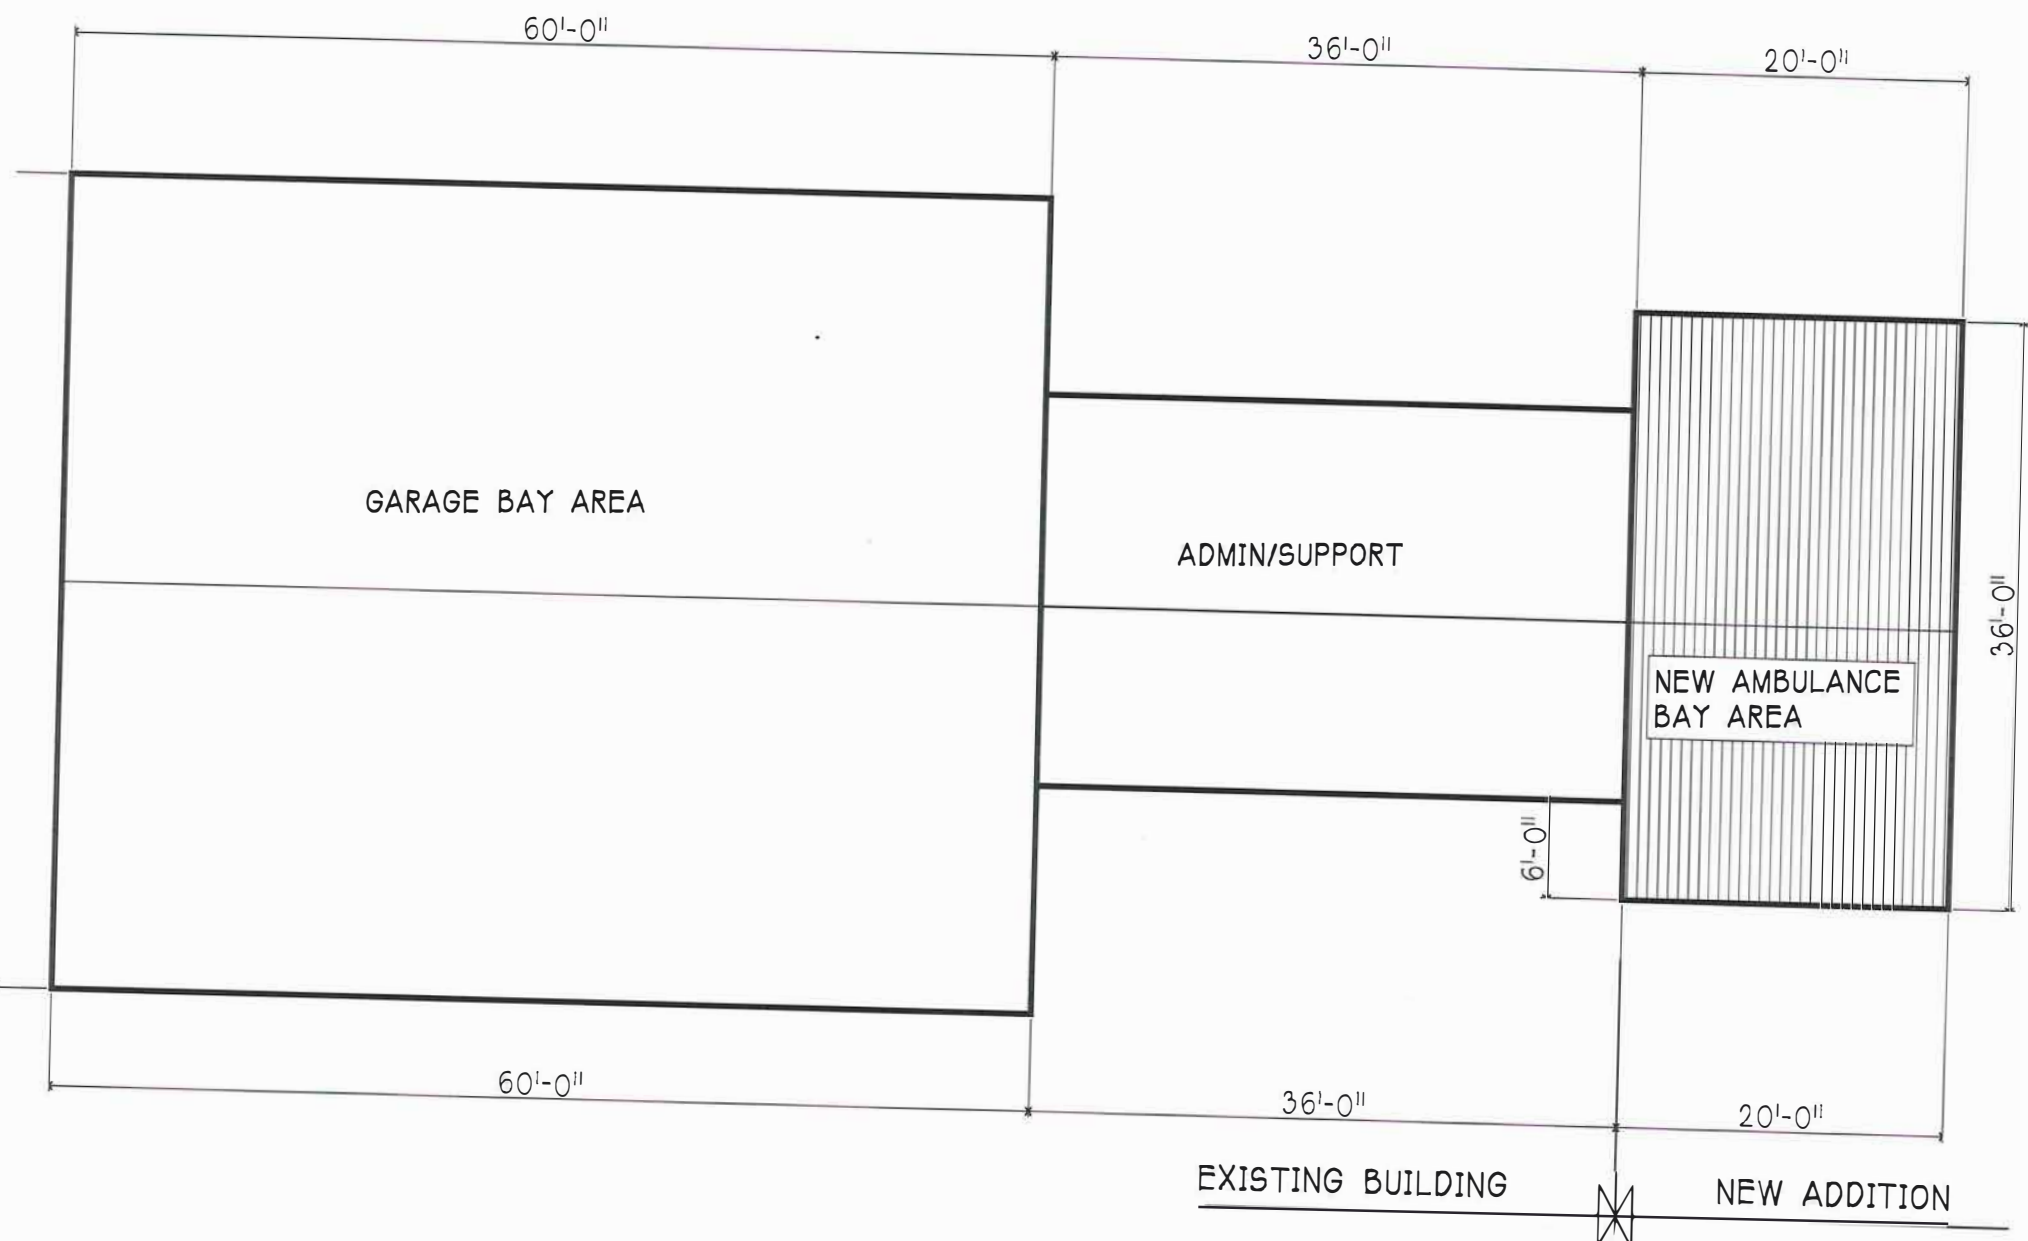 60'-0"
36'-0"
20'-0"
GARAGE BAY AREA
ADMIN/SUPPORT
36'-0"
NEW AMBULANCE
BAY AREA
6'-0"
60'-0"
36'-0"
20'-0"
EXISTING BUILDING
NEW ADDITION